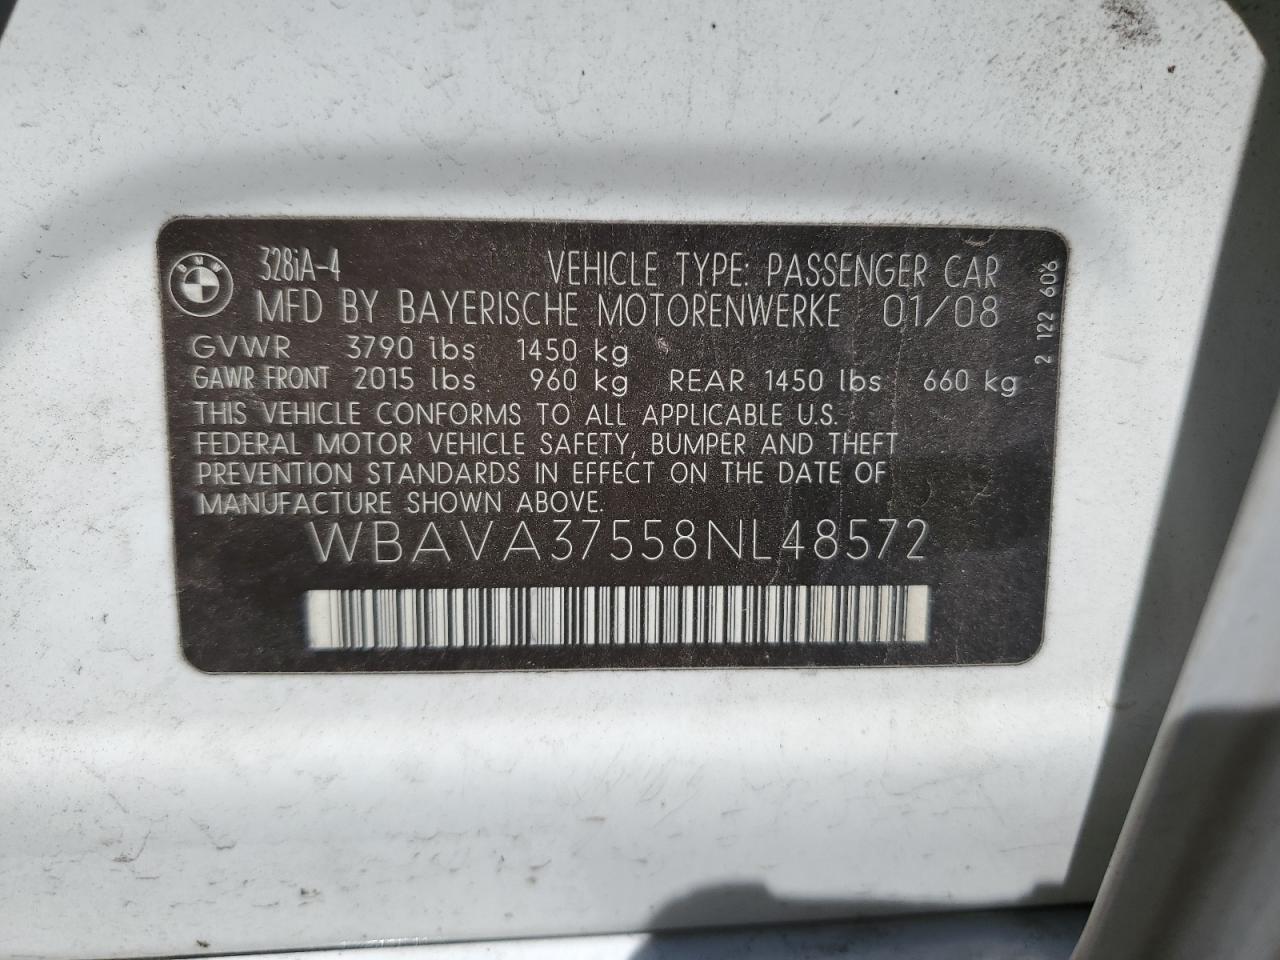 BMW
328iA-4 VEHICLE TYPE: PASSENGER CAR
MFD BY BAYERISCHE MOTORENWERKE 01/08
GVWR 3790 lbs 1450 kg
GAWR FRONT 2015 lbs 960 kg REAR 1450 lbs 660 kg
THIS VEHICLE CONFORMS TO ALL APPLICABLE U.S.
FEDERAL MOTOR VEHICLE SAFETY, BUMPER AND THEFT
PREVENTION STANDARDS IN EFFECT ON THE DATE OF
MANUFACTURE SHOWN ABOVE.
WBAVA37558NL48572
2 122 606